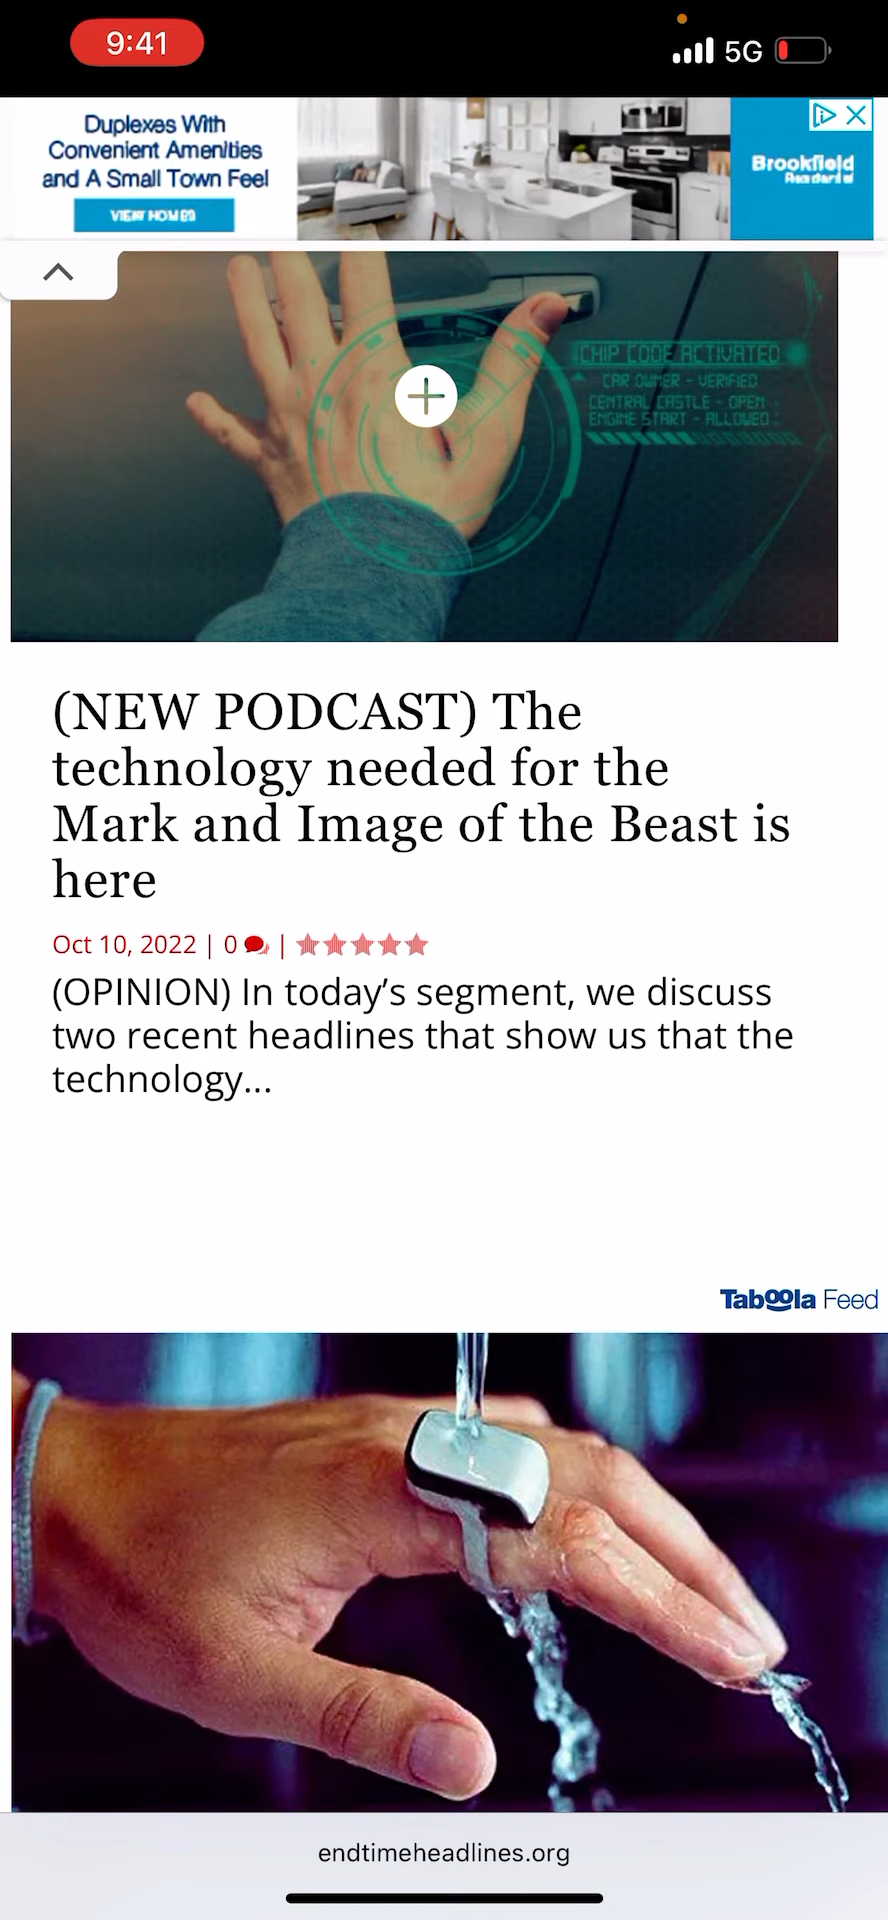 9:41
5G
Duplexes With
Convenient Amenities
and A Small Town Feel
VIEW HOMES
Brookfield
Residential
CHIP CODE ACTIVATED
CAR OWNER - VERIFIED
CENTRAL CASTLE - OPEN
ENGINE START - ALLOWED
(NEW PODCAST) The
technology needed for the
Mark and Image of the Beast is
here
Oct 10, 2022 | 0 |
(OPINION) In today’s segment, we discuss
two recent headlines that show us that the
technology...
Taboola Feed
endtimeheadlines.org